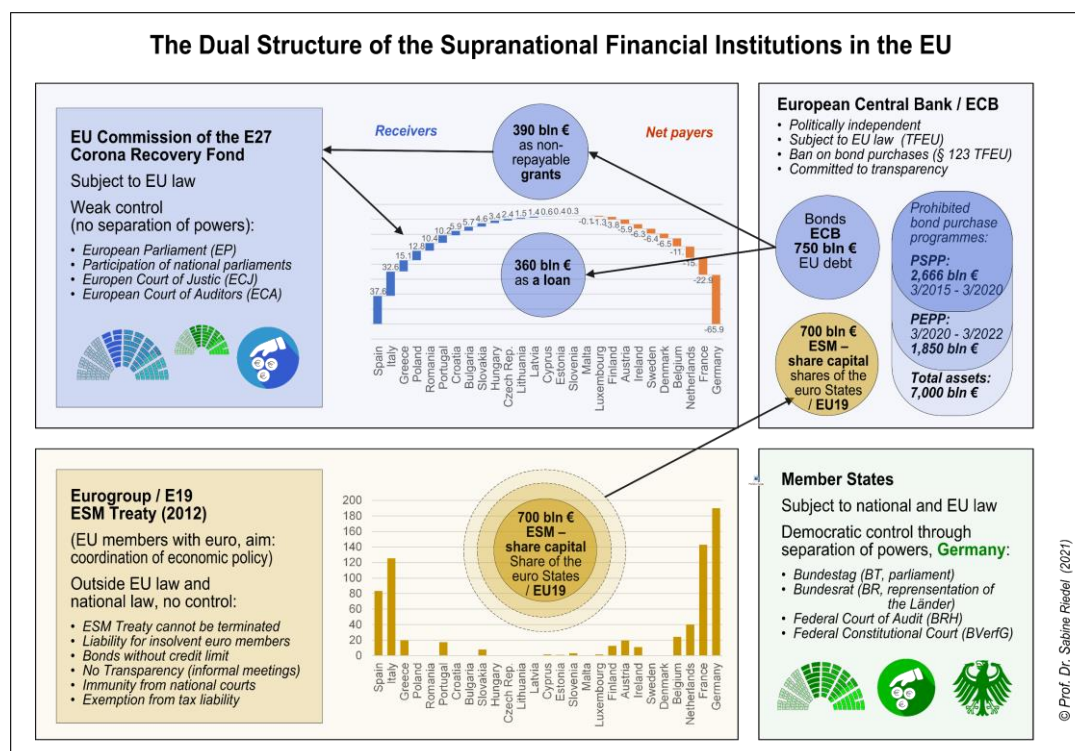 The Dual Structure of the Supranational Financial Institutions in the EU
EU Commission of the E27
Corona Recovery Fond
Subject to EU law
Weak control
(no separation of powers):
• European Parliament (EP)
• Participation of national parliaments
• Europen Court of Justic (ECJ)
• European Court of Auditors (ECA)
Receivers
390 bln €
as non-
repayable
grants
Net payers
37.6
32.6
15.1
12.8
10.4
10.2
5.9
5.7
4.6
3.4
2.4
1.5
1.4
0.6
0.4
0.3
-0.1
-1.3
-3.8
-5.9
-6.3
-6.4
-6.5
-11.
-15.
-22.9
-65.9
360 bln €
as a loan
Spain
Italy
Greece
Poland
Romania
Portugal
Croatia
Bulgaria
Slovakia
Hungary
Czech Rep.
Lithuania
Latvia
Cyprus
Estonia
Slovenia
Malta
Luxembourg
Finland
Austria
Ireland
Sweden
Denmark
Belgium
Netherlands
France
Germany
European Central Bank / ECB
• Politically independent
• Subject to EU law (TFEU)
• Ban on bond purchases (§ 123 TFEU)
• Committed to transparency
Bonds
ECB
750 bln €
EU debt
Prohibited
bond purchase
programmes:
PSPP:
2,666 bln €
3/2015 - 3/2020
PEPP:
3/2020 - 3/2022
1,850 bln €
Total assets:
7,000 bln €
700 bln €
ESM –
share capital
shares of the
euro States
/ EU19
Eurogroup / E19
ESM Treaty (2012)
(EU members with euro, aim:
coordination of economic policy)
Outside EU law and
national law, no control:
• ESM Treaty cannot be terminated
• Liability for insolvent euro members
• Bonds without credit limit
• No Transparency (informal meetings)
• Immunity from national courts
• Exemption from tax liability
200
180
160
140
120
100
80
60
40
20
0
700 bln €
ESM –
share capital
Share of the
euro States
/ EU19
Spain
Italy
Greece
Poland
Romania
Portugal
Croatia
Bulgaria
Slovakia
Hungary
Czech Rep.
Lithuania
Latvia
Cyprus
Estonia
Slovenia
Malta
Luxembourg
Finland
Austria
Ireland
Sweden
Denmark
Belgium
Netherlands
France
Germany
Member States
Subject to national and EU law
Democratic control through
separation of powers, Germany:
• Bundestag (BT, parliament)
• Bundesrat (BR, reprensentation of
the Länder)
• Federal Court of Audit (BRH)
• Federal Constitutional Court (BVerfG)
© Prof. Dr. Sabine Riedel (2021)